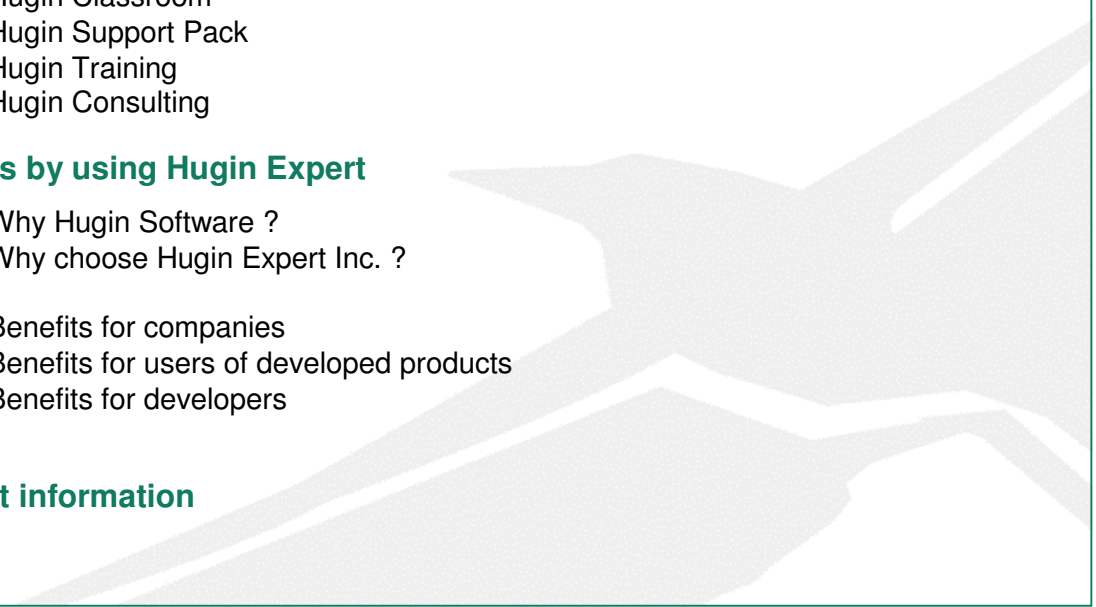 Hugin Classroom
Hugin Support Pack
Hugin Training
Hugin Consulting
s by using Hugin Expert
Why Hugin Software ?
Why choose Hugin Expert Inc. ?
Benefits for companies
Benefits for users of developed products
Benefits for developers
t information